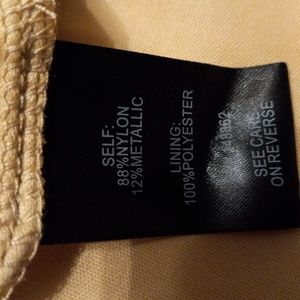 SELF:
88%NYLON
12%METALLIC
LINING:
100%POLYESTER
SEE CARE
ON REVERSE